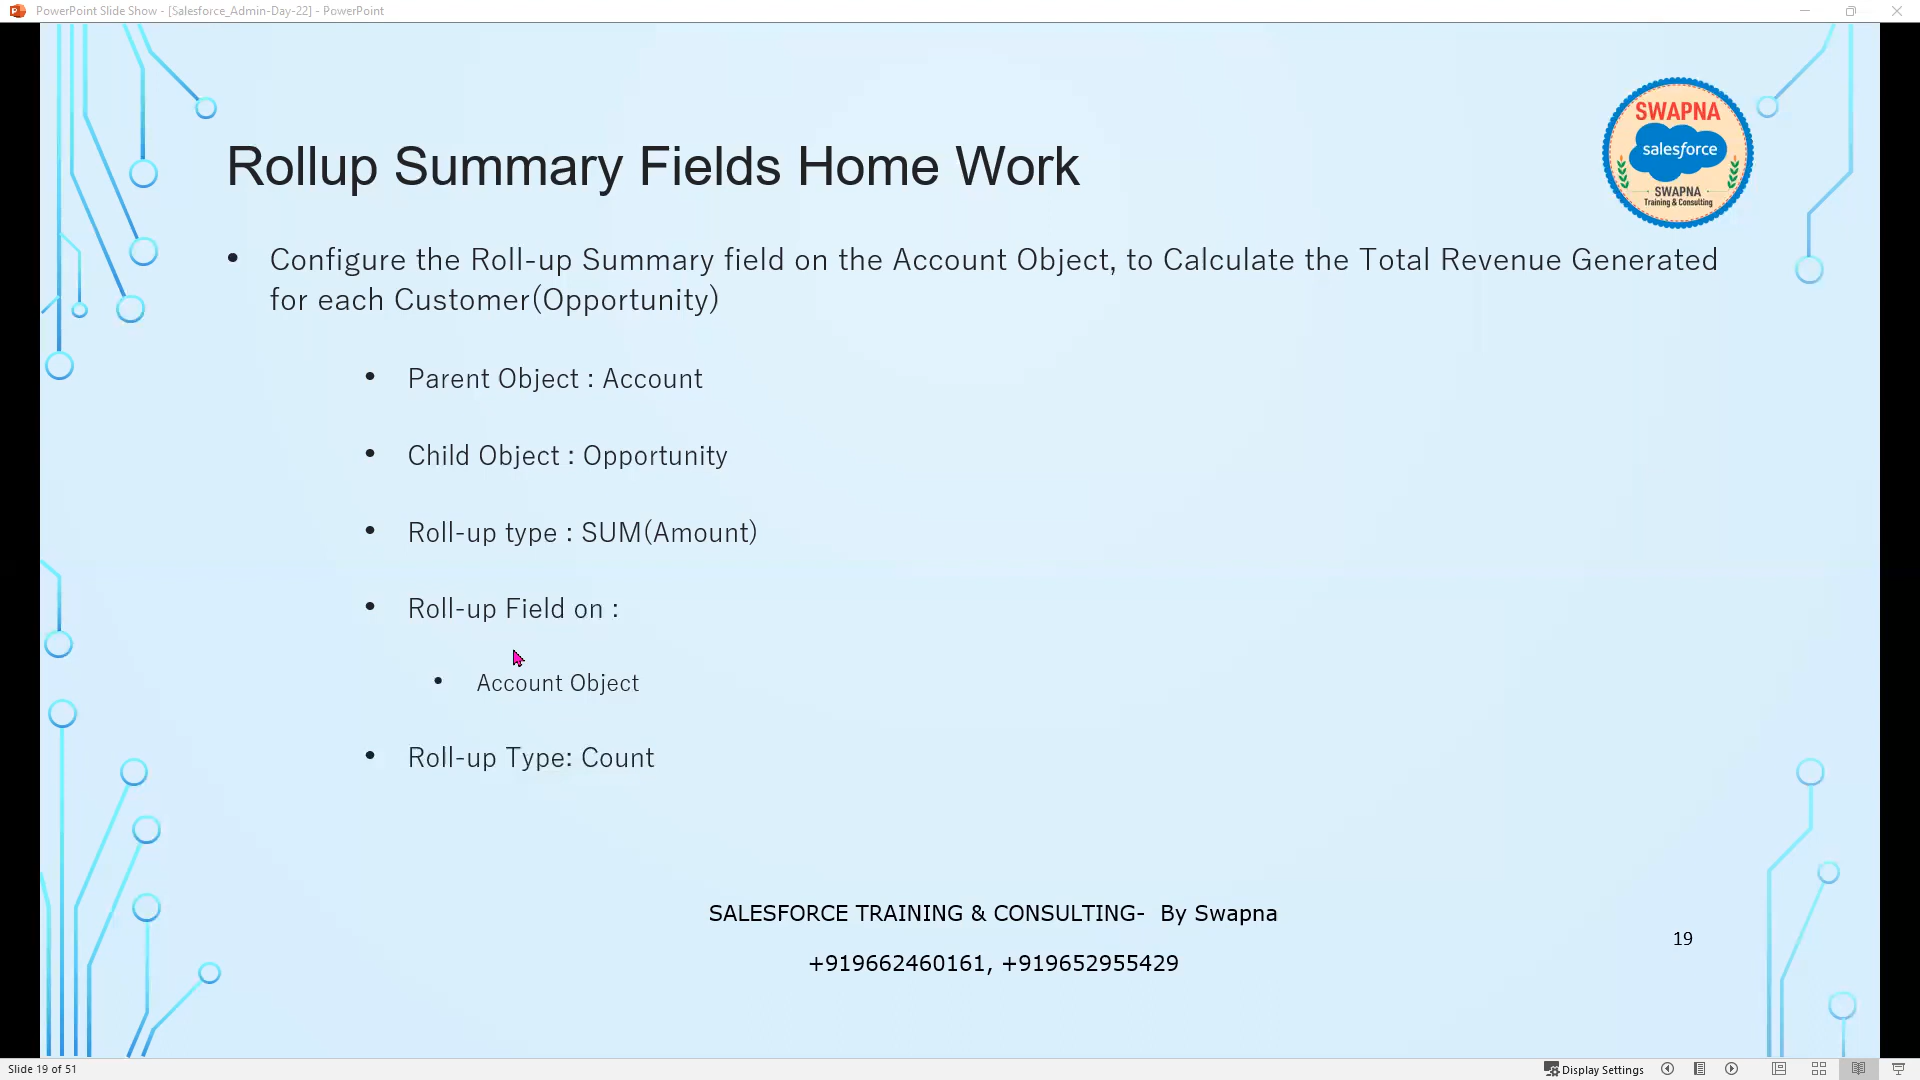 PowerPoint Slide Show - [Salesforce_Admin-Day-22] - PowerPoint
SWAPNA
salesforce
SWAPNA
Training & Consulting
Rollup Summary Fields Home Work
• Configure the Roll-up Summary field on the Account Object, to Calculate the Total Revenue Generated
for each Customer(Opportunity)
• Parent Object : Account
• Child Object : Opportunity
• Roll-up type : SUM(Amount)
• Roll-up Field on :
• Account Object
• Roll-up Type: Count
SALESFORCE TRAINING & CONSULTING- By Swapna
19
+919662460161, +919652955429
Slide 19 of 51
Display Settings